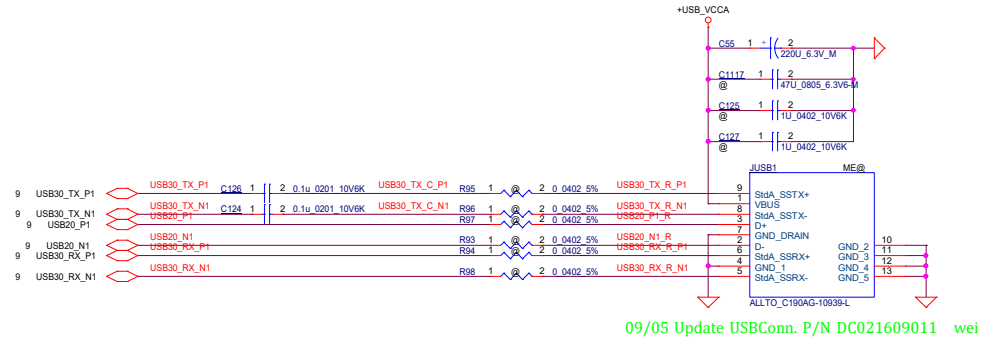 +USB_VCCA
C55 1 + 2
220U_6.3V_M
C1117 1 2
@ 47U_0805_6.3V6-M
C125 1 2
@ 1U_0402_10V6K
C127 1 2
@ 1U_0402_10V6K
JUSB1 ME@
9 USB30_TX_P1 USB30_TX_P1 C126 1 2 0.1u_0201_10V6K USB30_TX_C_P1 R95 1 @ 2 0_0402_5% USB30_TX_R_P1 9 StdA_SSTX+
1 VBUS
9 USB30_TX_N1 USB30_TX_N1 C124 1 2 0.1u_0201_10V6K USB30_TX_C_N1 R96 1 @ 2 0_0402_5% USB30_TX_R_N1 8 StdA_SSTX-
9 USB20_P1 USB20_P1 R97 1 @ 2 0_0402_5% USB20_P1_R 3 D+
7 GND_DRAIN
9 USB20_N1 USB20_N1 R93 1 @ 2 0_0402_5% USB20_N1_R 2 D- GND_2 10
9 USB30_RX_P1 USB30_RX_P1 R94 1 @ 2 0_0402_5% USB30_RX_R_P1 6 StdA_SSRX+ GND_3 11
4 GND_1 GND_4 12
9 USB30_RX_N1 USB30_RX_N1 R98 1 @ 2 0_0402_5% USB30_RX_R_N1 5 StdA_SSRX- GND_5 13
ALLTO_C190AG-10939-L
09/05 Update USBConn. P/N DC021609011 wei